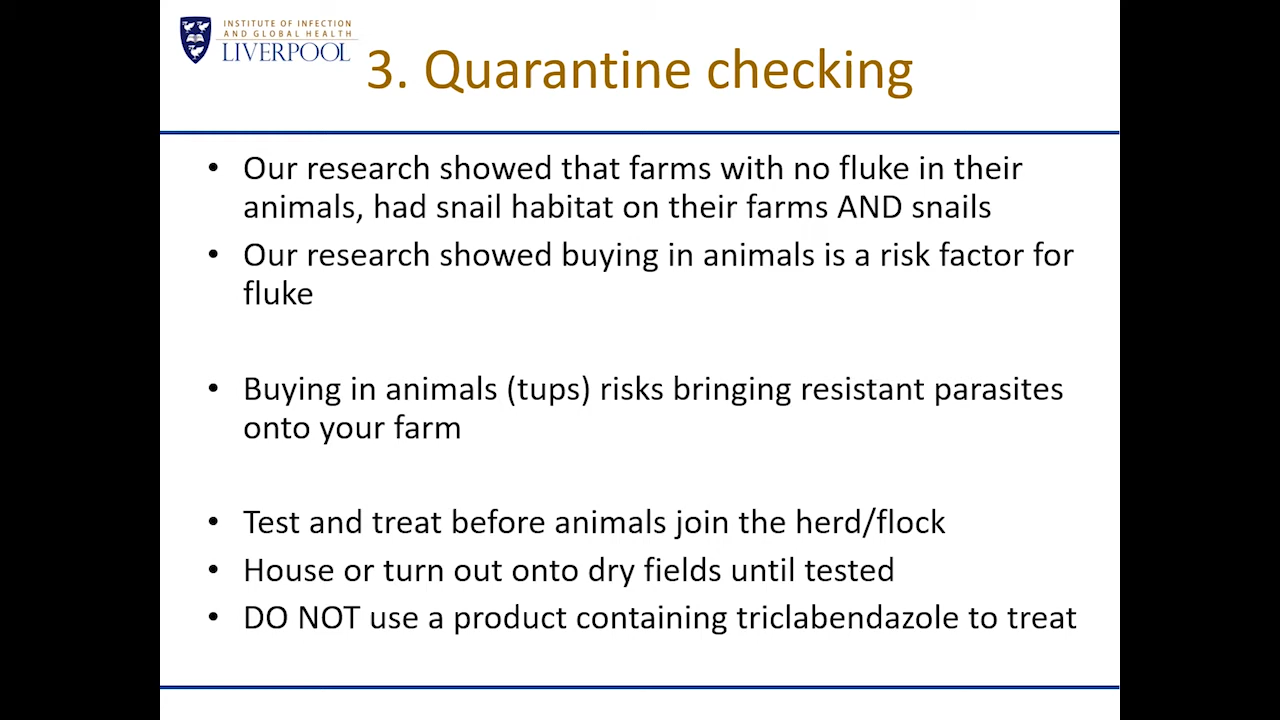 INSTITUTE OF INFECTION
AND GLOBAL HEALTH
LIVERPOOL
3. Quarantine checking
• Our research showed that farms with no fluke in their
animals, had snail habitat on their farms AND snails
• Our research showed buying in animals is a risk factor for
fluke
• Buying in animals (tups) risks bringing resistant parasites
onto your farm
• Test and treat before animals join the herd/flock
• House or turn out onto dry fields until tested
• DO NOT use a product containing triclabendazole to treat